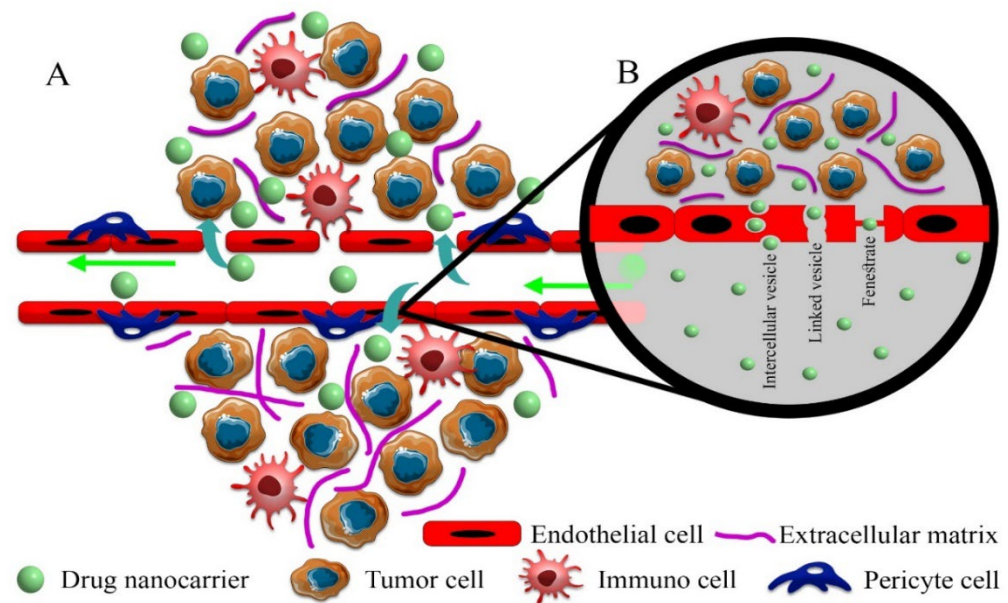 A
B
Intercellular vesicle
Linked vesicle
Fenestrate
Endothelial cell
Extracellular matrix
Drug nanocarrier
Tumor cell
Immuno cell
Pericyte cell